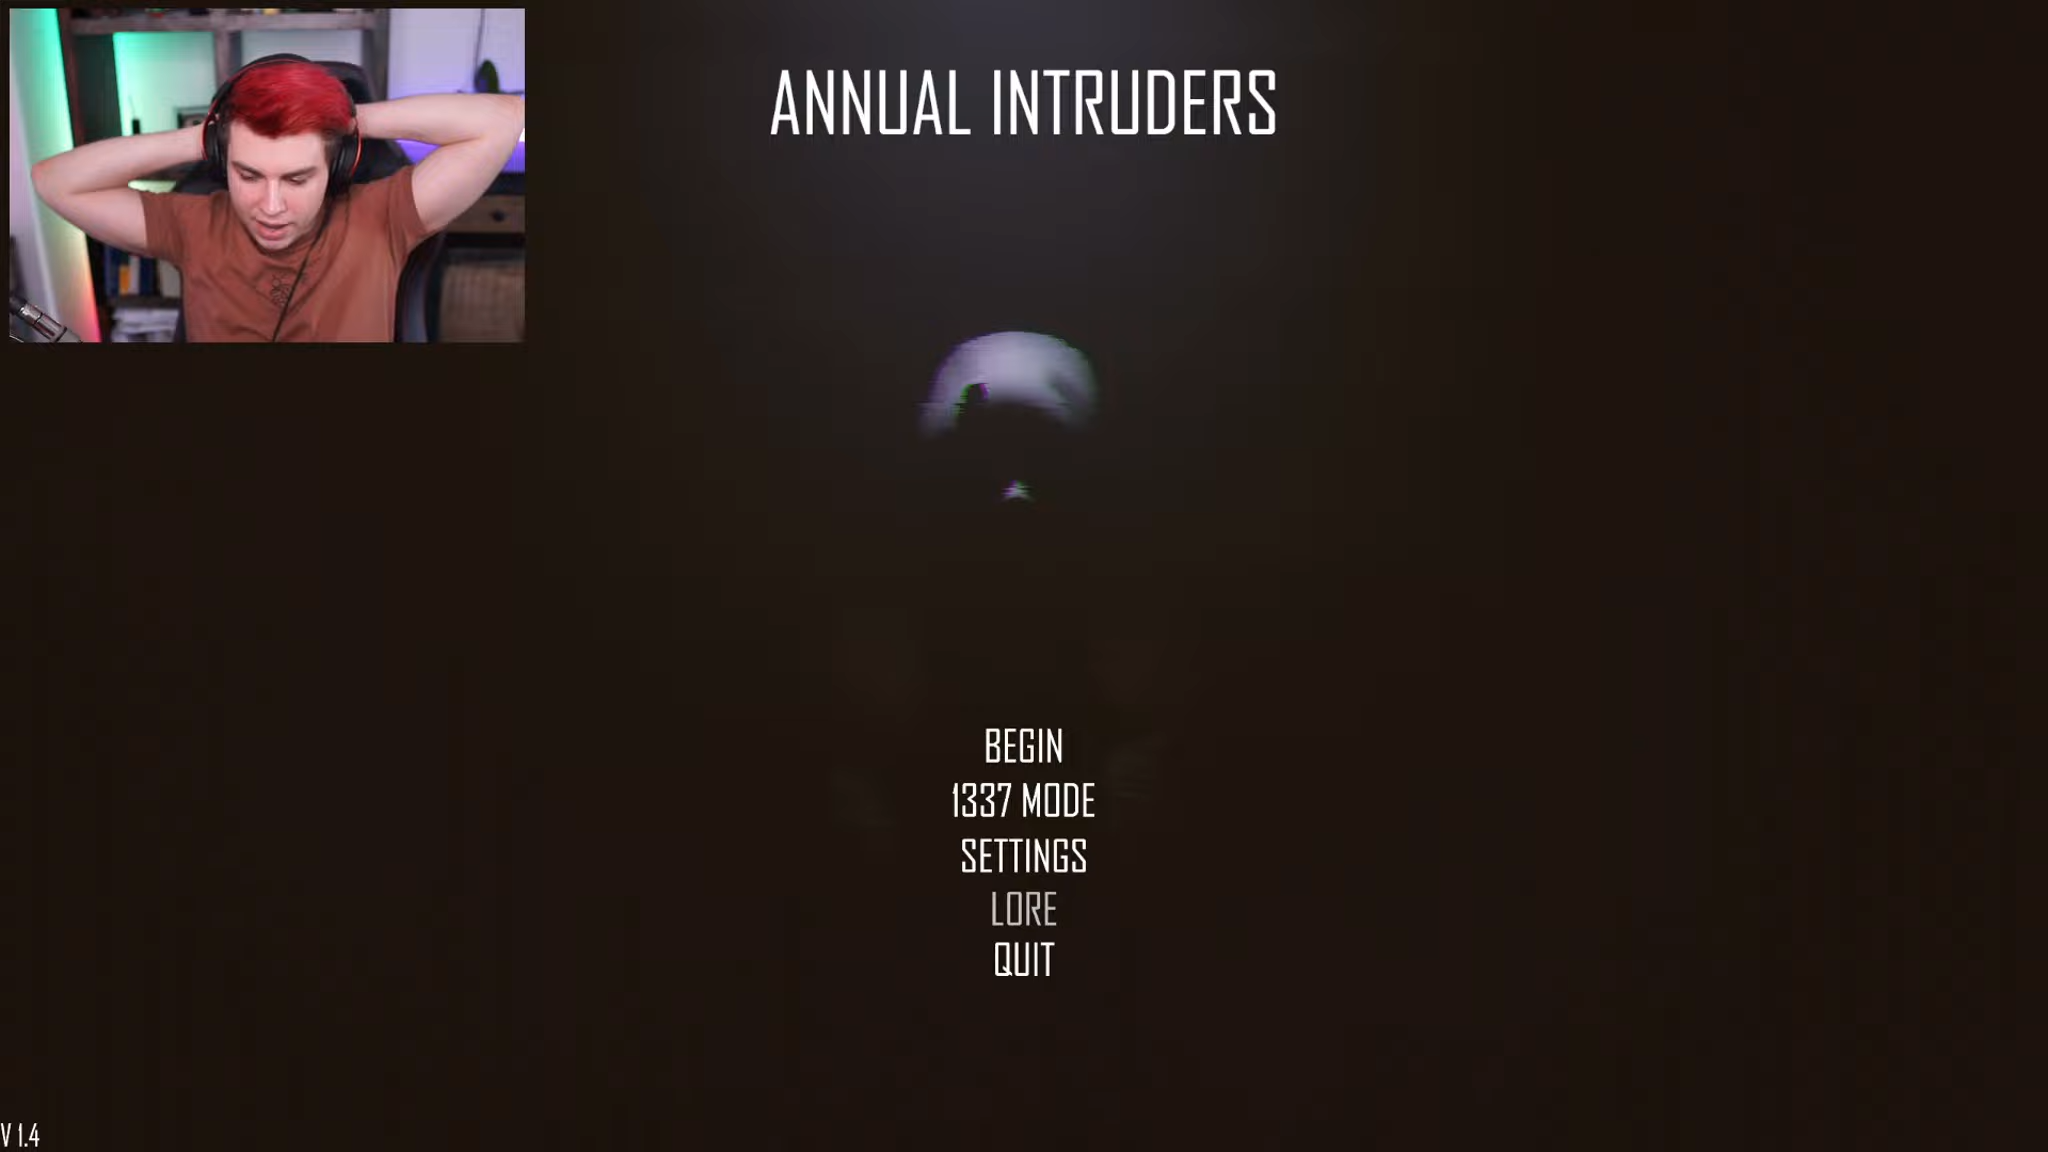 ANNUAL INTRUDERS
BEGIN
1337 MODE
SETTINGS
LORE
QUIT
V 1.4